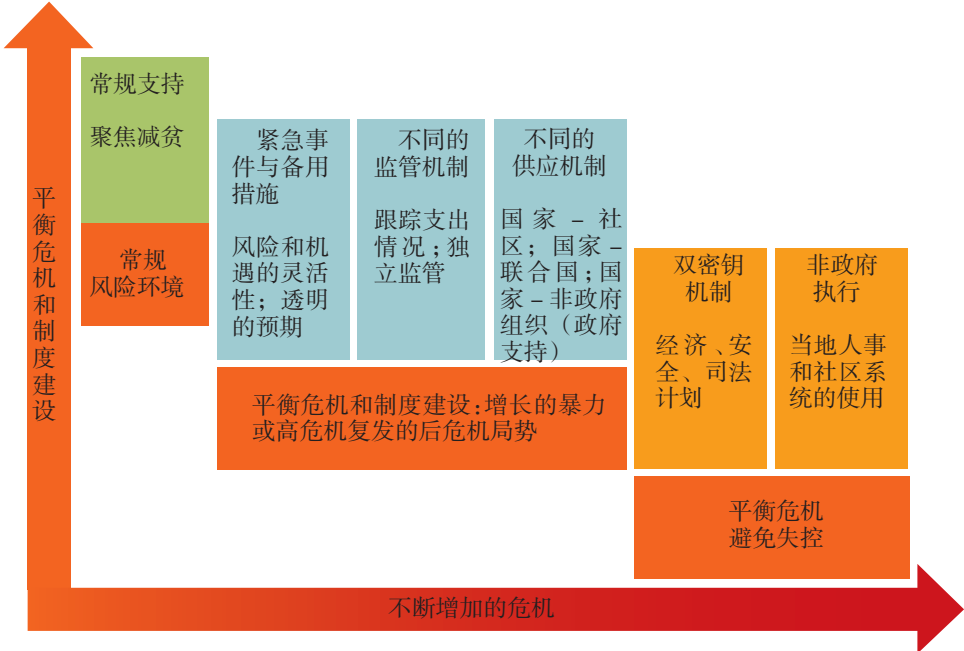 平衡危机和制度建设
常规支持
聚焦减贫
常规
风险环境
紧急事
件与备用
措施
风险和机
遇的灵活
性；透明
的预期
不同的
监管机制
跟踪支出
情况；独
立监管
不同的
供应机制
国家－社
区；国家－
联合国；国
家－非政府
组织（政府
支持）
平衡危机和制度建设：增长的暴力
或高危机复发的后危机局势
双密钥
机制
经济、安
全、司法
计划
非政府
执行
当地人事
和社区系
统的使用
平衡危机
避免失控
不断增加的危机